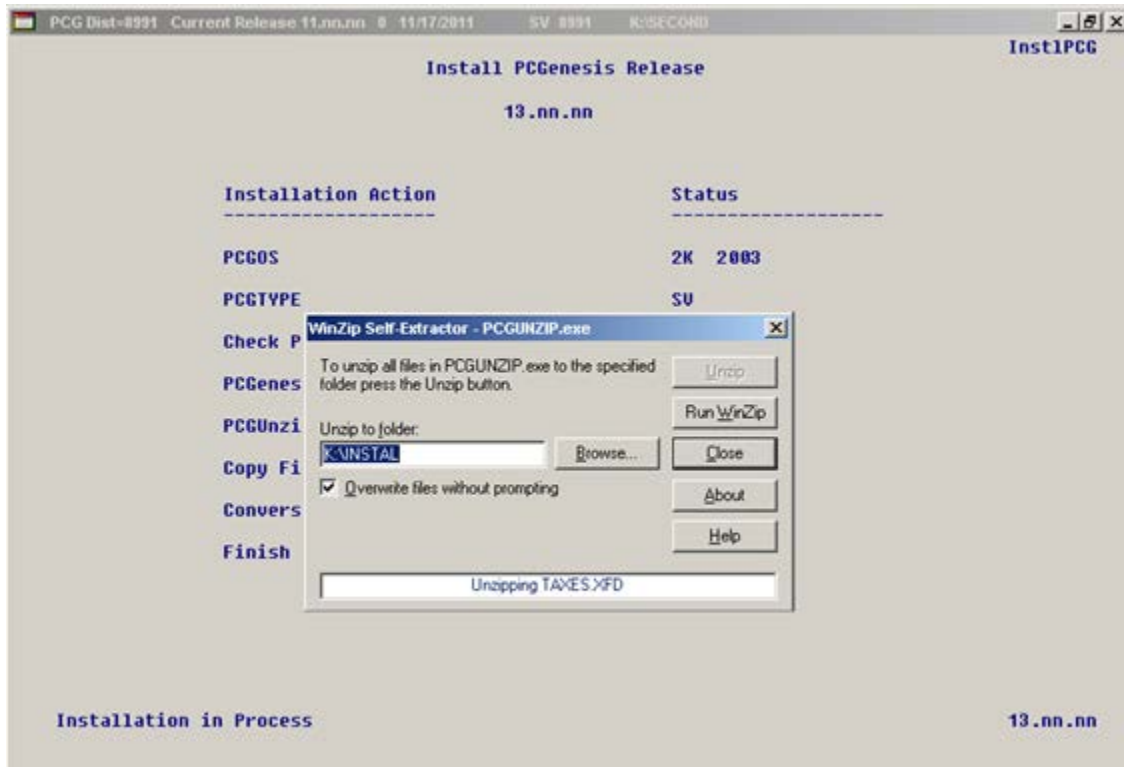 PCG Dist=8991 Current Release 11.nn.nn 0 11/17/2011 SV 8991 K:\SECOND
InstlPCG
Install PCGenesis Release
13.nn.nn
Installation Action Status
------------------- -------------------
PCGOS 2K 2003
PCGTYPE SV
WinZip Self-Extractor - PCGUNZIP.exe
Check P
To unzip all files in PCGUNZIP.exe to the specified
folder press the Unzip button.
Unzip
PCGenes
Run WinZip
PCGUnzi
Unzip to folder:
K:\INSTAL
Browse...
Close
Copy Fi
Overwrite files without prompting
About
Convers
Help
Finish
Unzipping TAXES.XFD
Installation in Process 13.nn.nn